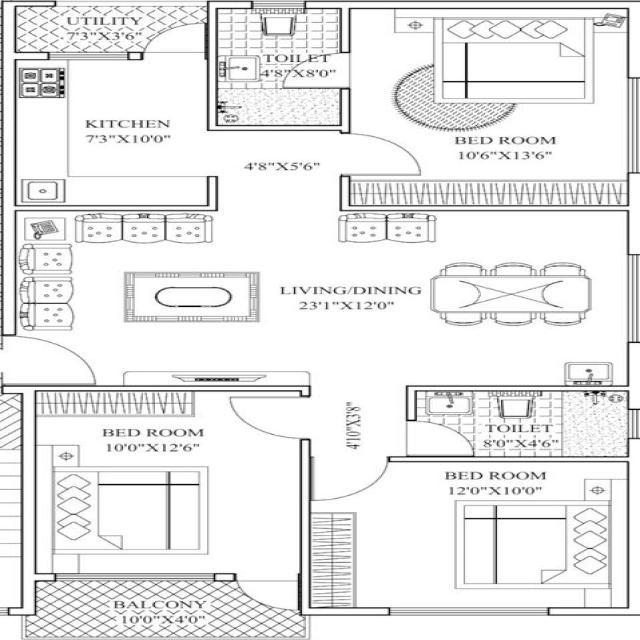 UTILITY
7'3"X3'6"
TOILET
4'8"X8'0"
KITCHEN
7'3"X10'0"
BED ROOM
10'6"X13'6"
4'8"X5'6"
LIVING/DINING
23'1"X12'0"
BED ROOM
10'0"X12'6"
4'10"X3'8"
TOILET
8'0"X4'6"
BED ROOM
12'0"X10'0"
BALCONY
10'0"X4'0"